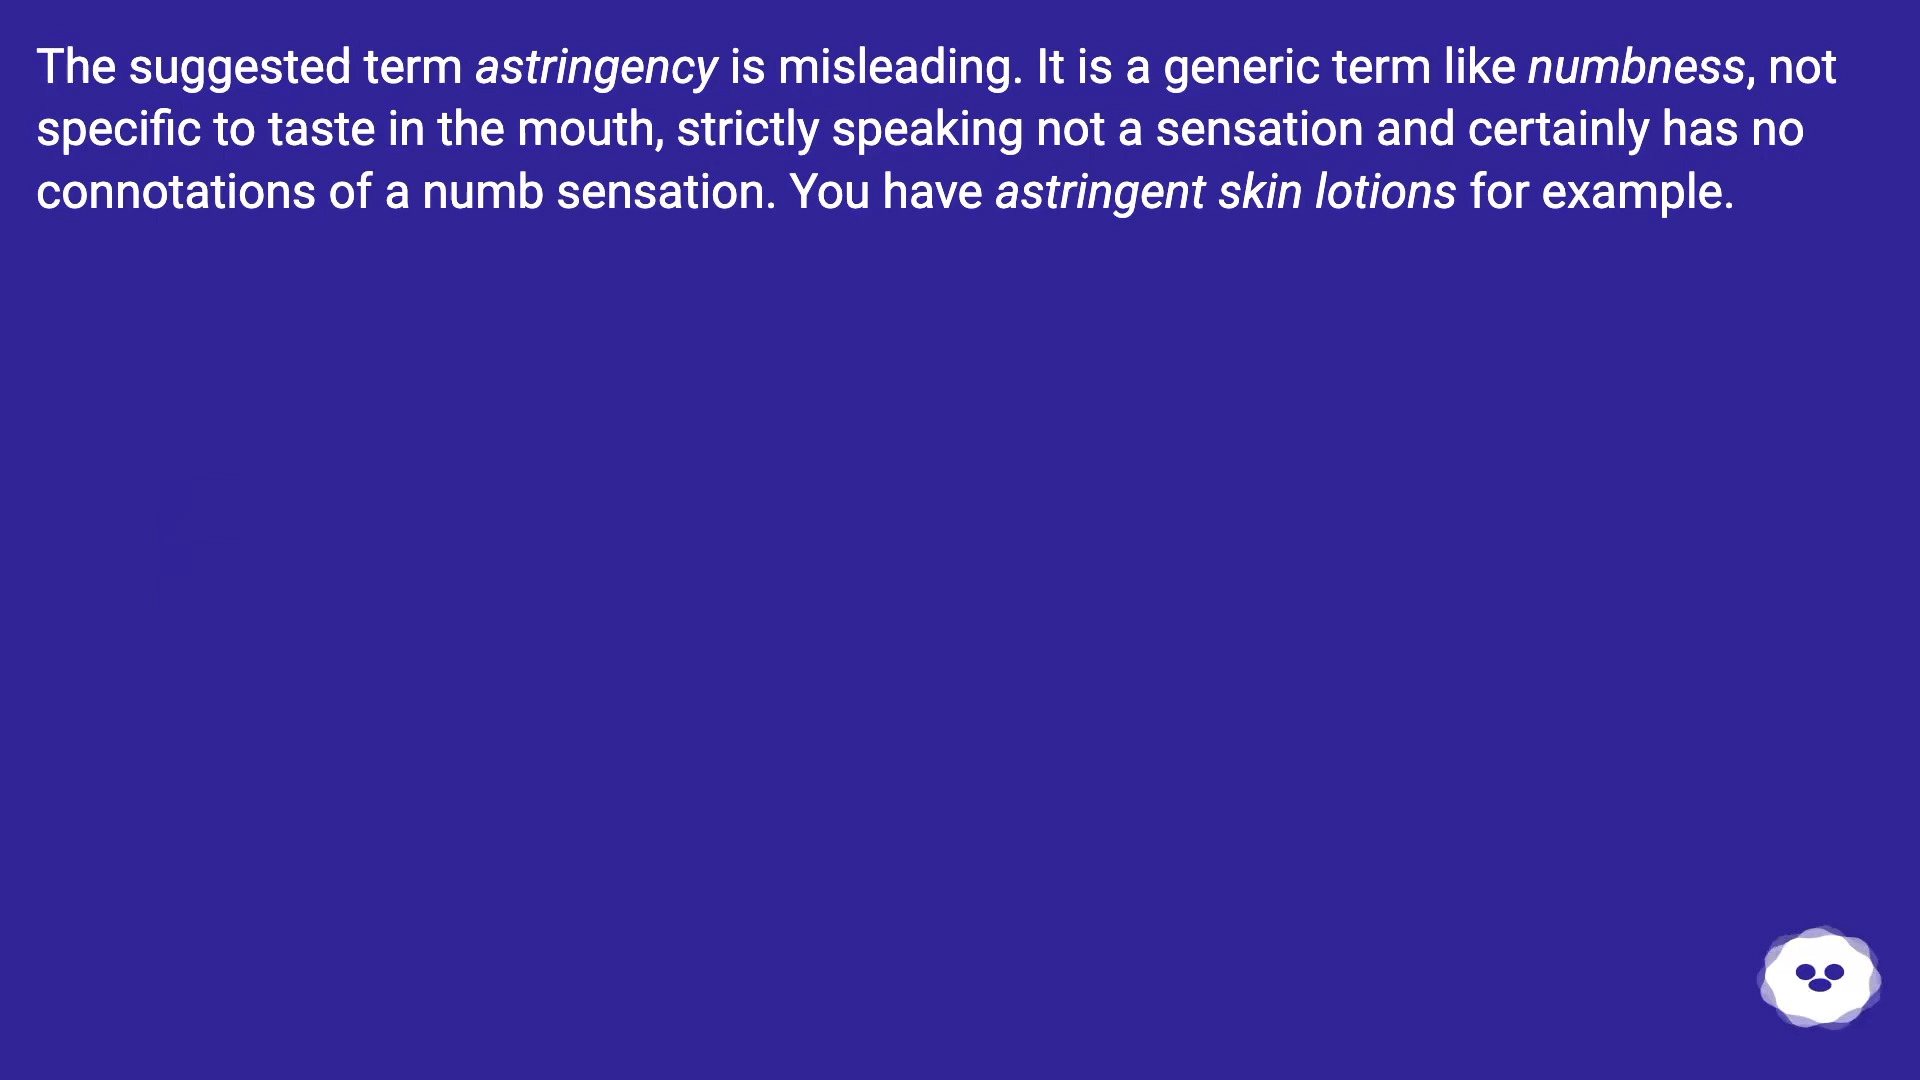 The suggested term astringency is misleading. It is a generic term like numbness, not
specific to taste in the mouth, strictly speaking not a sensation and certainly has no
connotations of a numb sensation. You have astringent skin lotions for example.